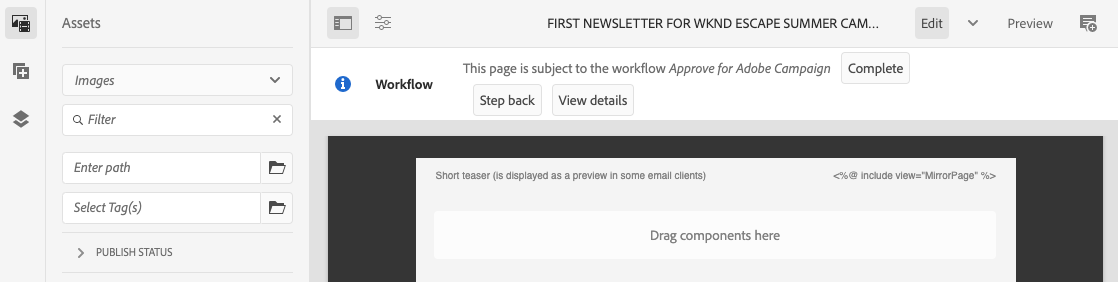 Assets
Images
Filter
Enter path
Select Tag(s)
PUBLISH STATUS
FIRST NEWSLETTER FOR WKND ESCAPE SUMMER CAM...
Edit
Preview
Workflow
This page is subject to the workflow Approve for Adobe Campaign
Complete
Step back
View details
Short teaser (is displayed as a preview in some email clients)
<%@ include view="MirrorPage" %>
Drag components here